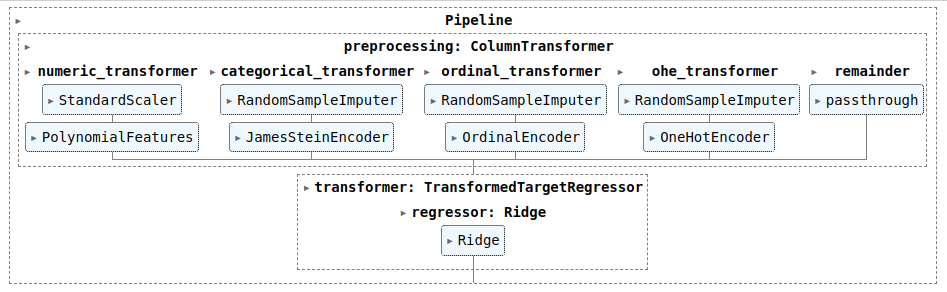 Pipeline
preprocessing: ColumnTransformer
numeric_transformer categorical_transformer ordinal_transformer ohe_transformer remainder
StandardScaler RandomSampleImputer RandomSampleImputer RandomSampleImputer passthrough
PolynomialFeatures JamesSteinEncoder OrdinalEncoder OneHotEncoder
transformer: TransformedTargetRegressor
regressor: Ridge
Ridge